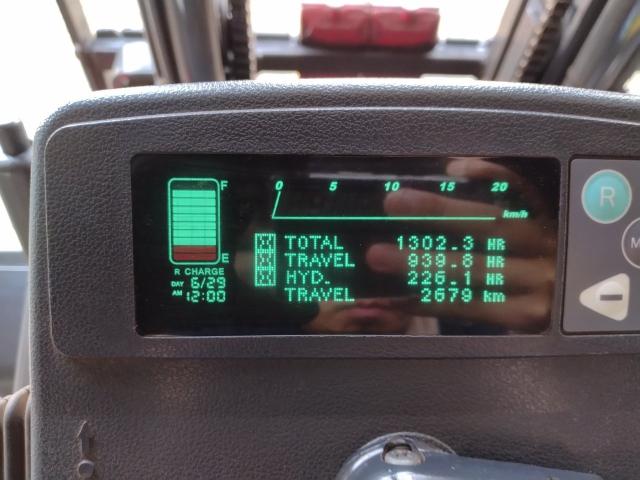 F
E
R CHARGE
DAY 6/29
AM 12:00
0 5 10 15 20
km/h
TOTAL 1302.3 HR
TRAVEL 939.8 HR
HYD. 226.1 HR
TRAVEL 2679 km
R
M